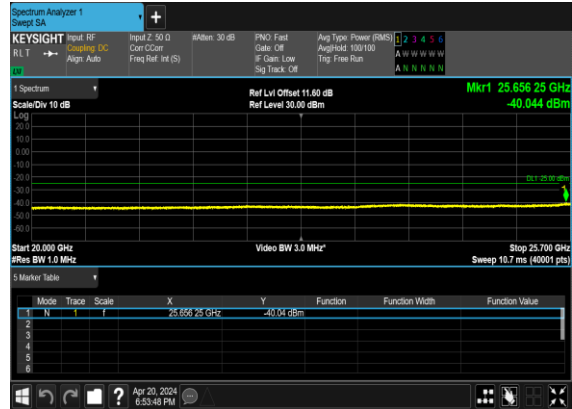 Spectrum Analyzer 1
Swept SA
+
KEYSIGHT Input: RF Input Z: 50 Ω #Atten: 30 dB PNO: Fast Avg Type: Power (RMS) 1 2 3 4 5 6
RLT Coupling: DC Corr CCorr Gate: Off Avg|Hold: 100/100 A W W W W W
Align: Auto Freq Ref: Int (S) IF Gain: Low Trig: Free Run
Sig Track: Off A N N N N N
1 Spectrum Ref Lvl Offset 11.60 dB Mkr1 25.656 25 GHz
Scale/Div 10 dB Ref Level 30.00 dBm -40.044 dBm
Log
20.0
10.0
0.00
-10.0
-20.0
DL1 -25.00 dBm
-30.0
-40.0
-50.0
-60.0
Start 20.000 GHz Video BW 3.0 MHz* Stop 25.700 GHz
#Res BW 1.0 MHz Sweep 10.7 ms (40001 pts)
5 Marker Table
Mode Trace Scale X Y Function Function Width Function Value
1 N 1 f 25.656 25 GHz -40.04 dBm
2
3
4
5
6
? Apr 20, 2024
6:53:48 PM